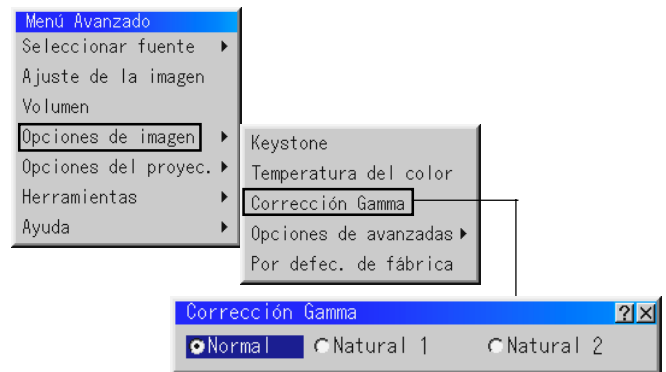 Menú Avanzado
Seleccionar fuente
Ajuste de la imagen
Volumen
Opciones de imagen
Opciones del proyec.
Herramientas
Ayuda
Keystone
Temperatura del color
Corrección Gamma
Opciones de avanzadas
Por defec. de fábrica
Corrección Gamma
Normal Natural 1 Natural 2